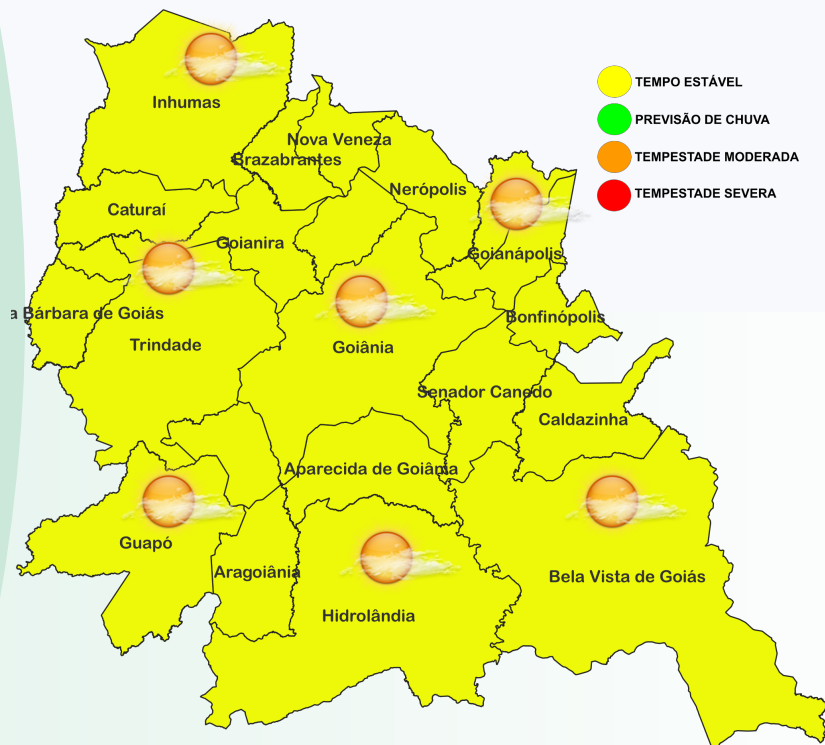 TEMPO ESTÁVEL
PREVISÃO DE CHUVA
TEMPESTADE MODERADA
TEMPESTADE SEVERA
Inhumas
Nova Veneza
Brazabrantes
Nerópolis
Caturaí
Goianira
Goianápolis
a Bárbara de Goiás
Bonfinópolis
Trindade
Goiânia
Senador Canedo
Caldazinha
Aparecida de Goiânia
Guapó
Aragoiânia
Bela Vista de Goiás
Hidrolândia